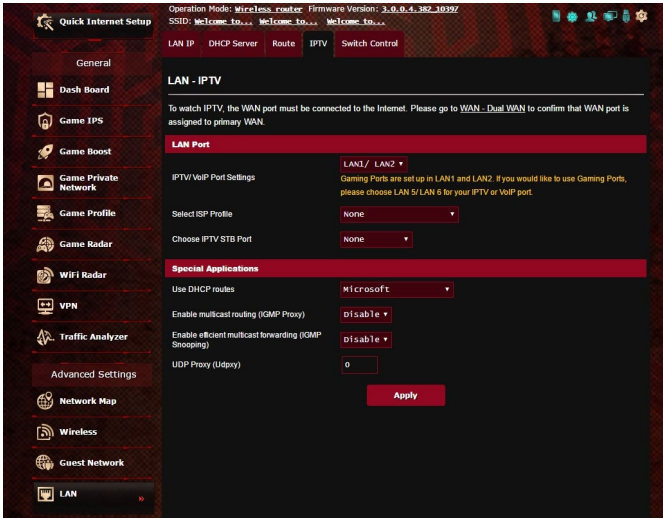 Quick Internet Setup
Operation Mode: Wireless router Firmware Version: 3.0.0.4.382_10397
SSID: Welcome to... Welcome to... Welcome to...
LAN IP DHCP Server Route IPTV Switch Control
General
Dash Board
Game IPS
Game Boost
Game Private
Network
Game Profile
Game Radar
WiFi Radar
VPN
Traffic Analyzer
Advanced Settings
Network Map
Wireless
Guest Network
LAN
LAN - IPTV
To watch IPTV, the WAN port must be connected to the Internet. Please go to WAN - Dual WAN to confirm that WAN port is
assigned to primary WAN.
LAN Port
IPTV/ VoIP Port Settings
LAN1/ LAN2
Gaming Ports are set up in LAN1 and LAN2. If you would like to use Gaming Ports,
please choose LAN 5/ LAN 6 for your IPTV or VoIP port.
Select ISP Profile None
Choose IPTV STB Port None
Special Applications
Use DHCP routes Microsoft
Enable multicast routing (IGMP Proxy) Disable
Enable efficient multicast forwarding (IGMP
Snooping) Disable
UDP Proxy (Udpxy) 0
Apply